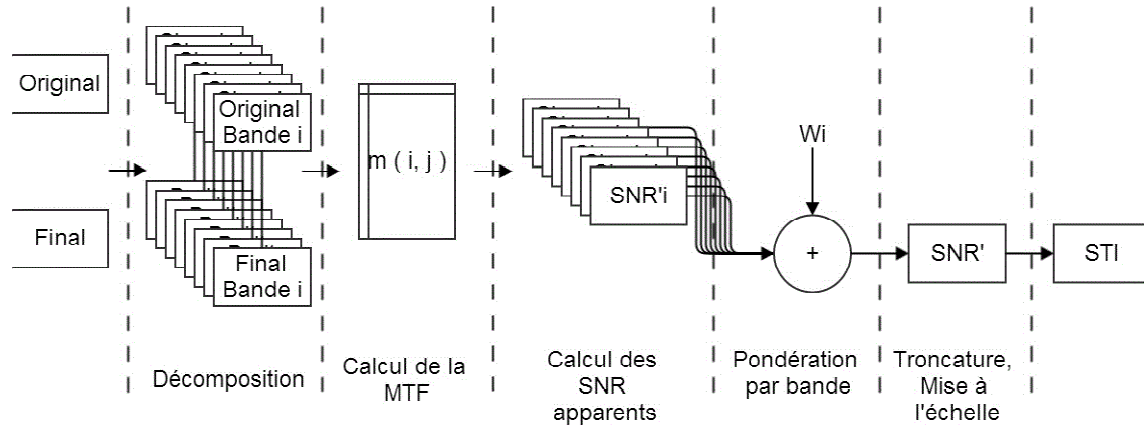 Original
Final
Original
Bande i
Final
Bande i
m ( i, j )
SNR'i
Wi
+
SNR'
STI
Décomposition
Calcul de la
MTF
Calcul des
SNR
apparents
Pondération
par bande
Troncature,
Mise à
l'échelle